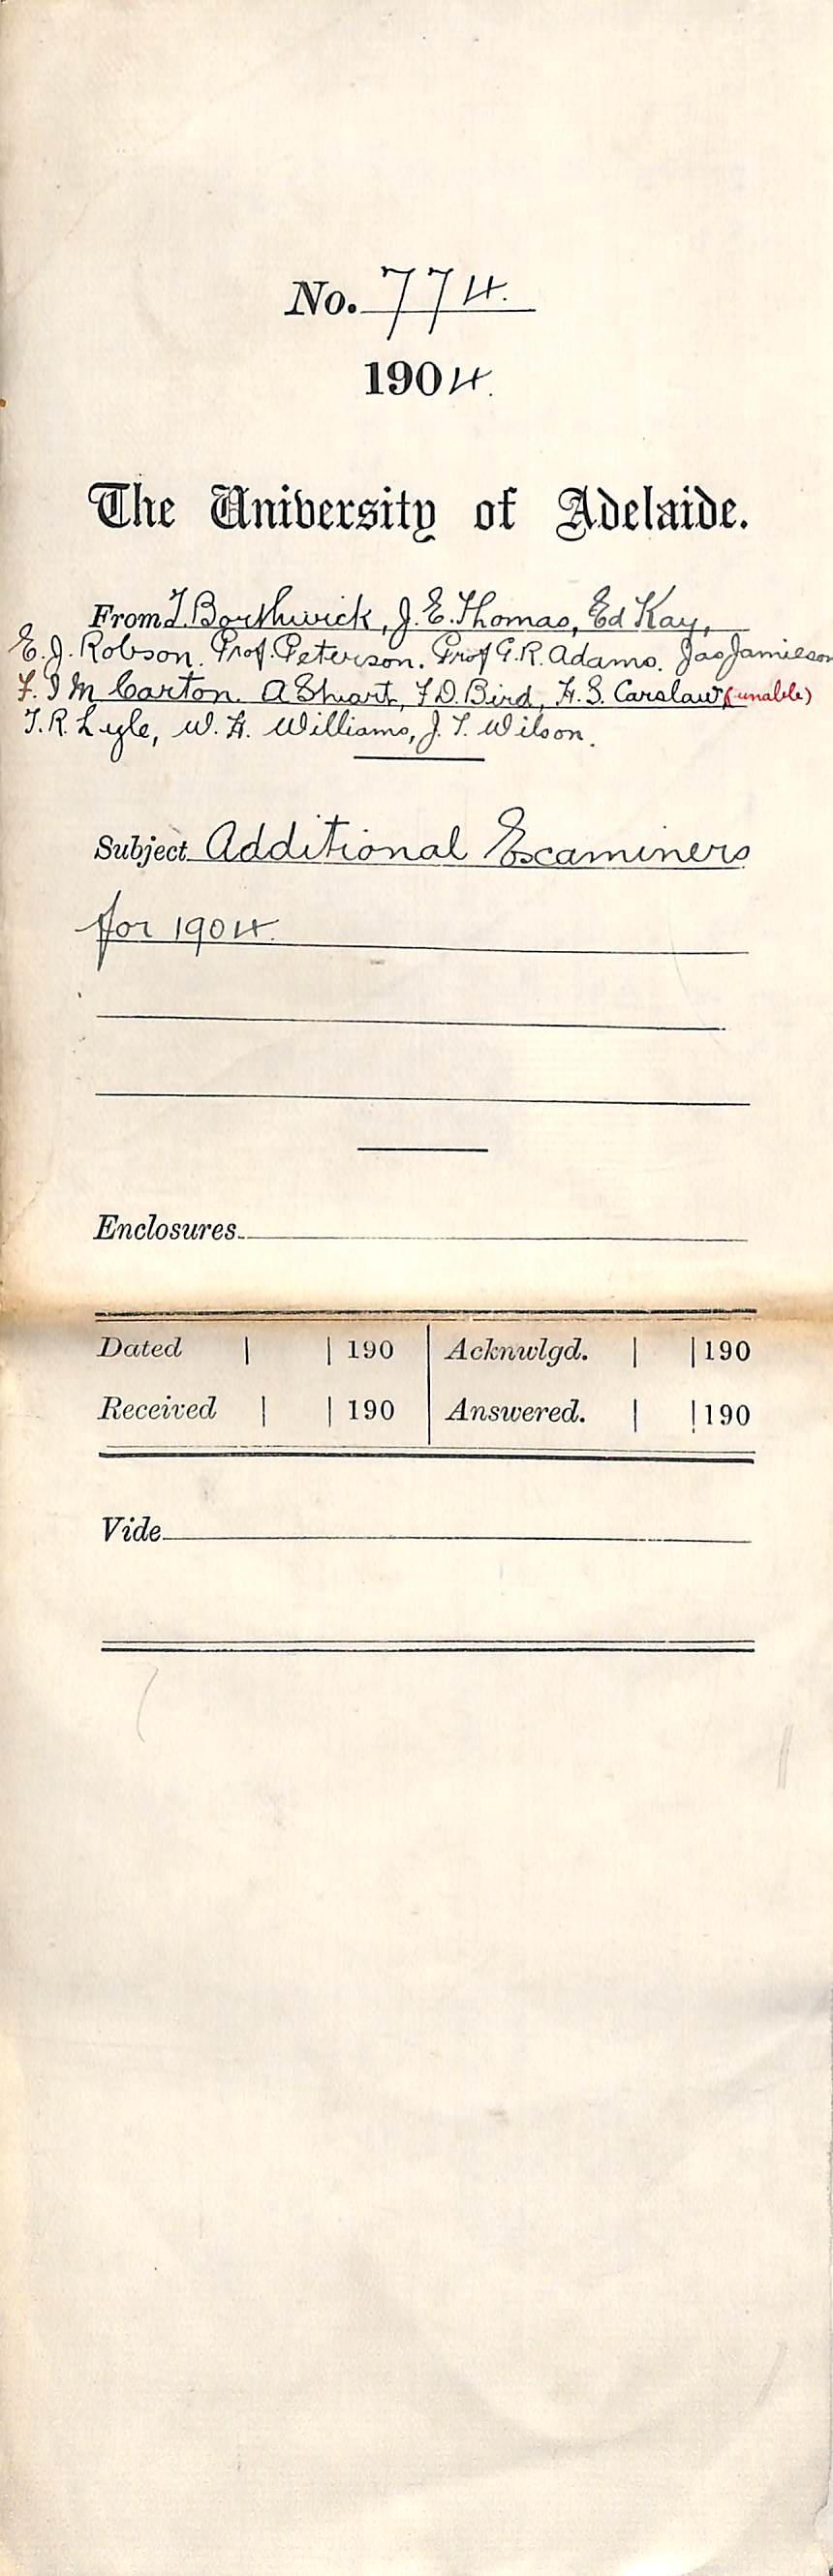 No. 774.
1904.
The University of Adelaide.
From T. Borthwick, J. E. Thomas, Ed Kay,
E. J. Robson. Prof. Peterson. Prof G. R. Adams. Jas Jamieson
F. J M Carton. A Stuart, F. D. Bird, H. S. Carslaw (unable)
T. R. Lyle, W. H. Williams, J. T. Wilson.
Subject Additional Examiners
for 1904.
Enclosures
Dated | | 190 | Acknwlgd. | | 190
Received | | 190 | Answered. | | 190
Vide